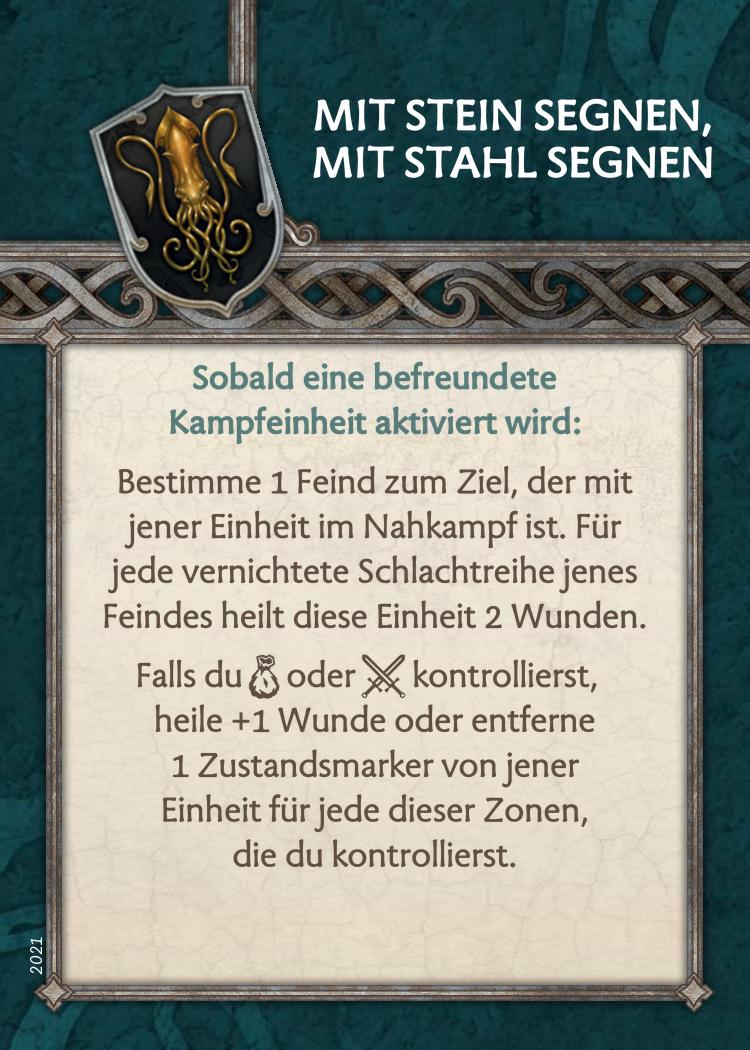 MIT STEIN SEGNEN,
MIT STAHL SEGNEN
Sobald eine befreundete
Kampfeinheit aktiviert wird:
Bestimme 1 Feind zum Ziel, der mit
jener Einheit im Nahkampf ist. Für
jede vernichtete Schlachtreihe jenes
Feindes heilt diese Einheit 2 Wunden.
Falls du oder kontrollierst,
heile +1 Wunde oder entferne
1 Zustandsmarker von jener
Einheit für jede dieser Zonen,
die du kontrollierst.
2021